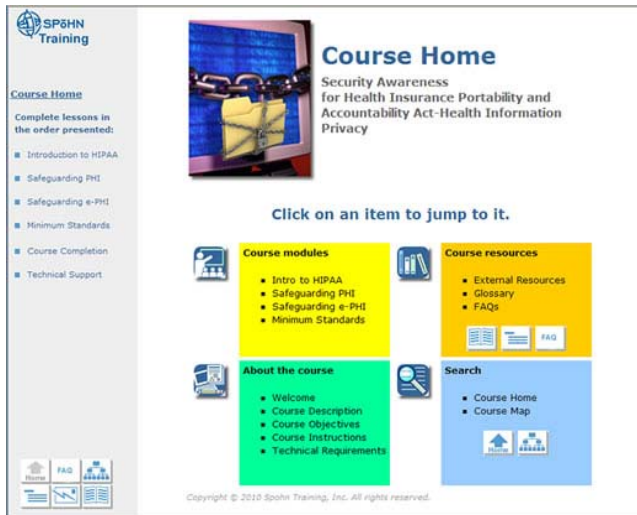 SPōHN
Training
Course Home
Complete lessons in
the order presented:
Introduction to HIPAA
Safeguarding PHI
Safeguarding e-PHI
Minimum Standards
Course Completion
Technical Support
Home
FAQ
Course Home
Security Awareness
for Health Insurance Portability and
Accountability Act-Health Information
Privacy
Click on an item to jump to it.
Course modules
Intro to HIPAA
Safeguarding PHI
Safeguarding e-PHI
Minimum Standards
Course resources
External Resources
Glossary
FAQs
FAQ
About the course
Welcome
Course Description
Course Objectives
Course Instructions
Technical Requirements
Search
Course Home
Course Map
Home
Copyright © 2010 Spohn Training, Inc. All rights reserved.